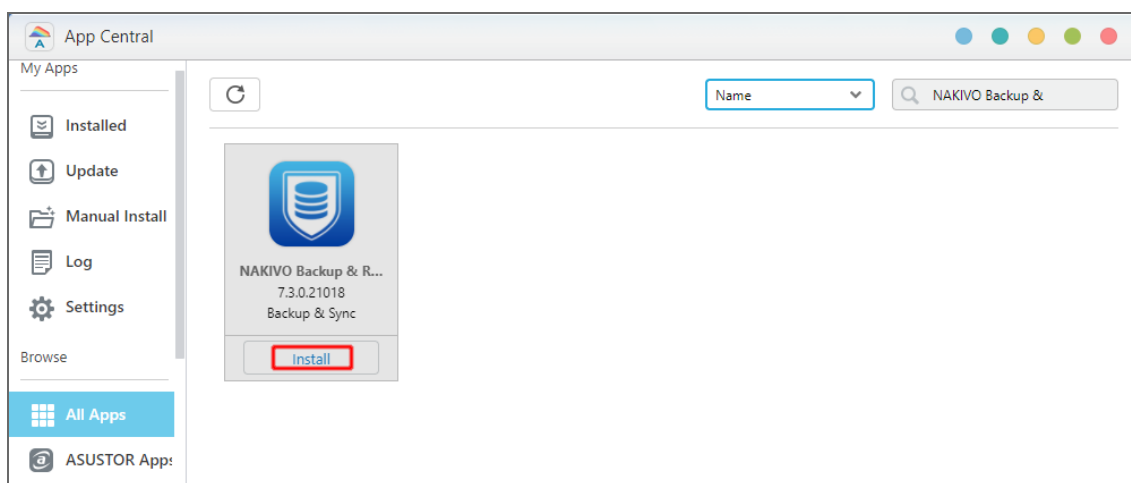 App Central
My Apps
Installed
Update
Manual Install
Log
Settings
Browse
All Apps
ASUSTOR Apps
Name
NAKIVO Backup &
NAKIVO Backup & R...
7.3.0.21018
Backup & Sync
Install